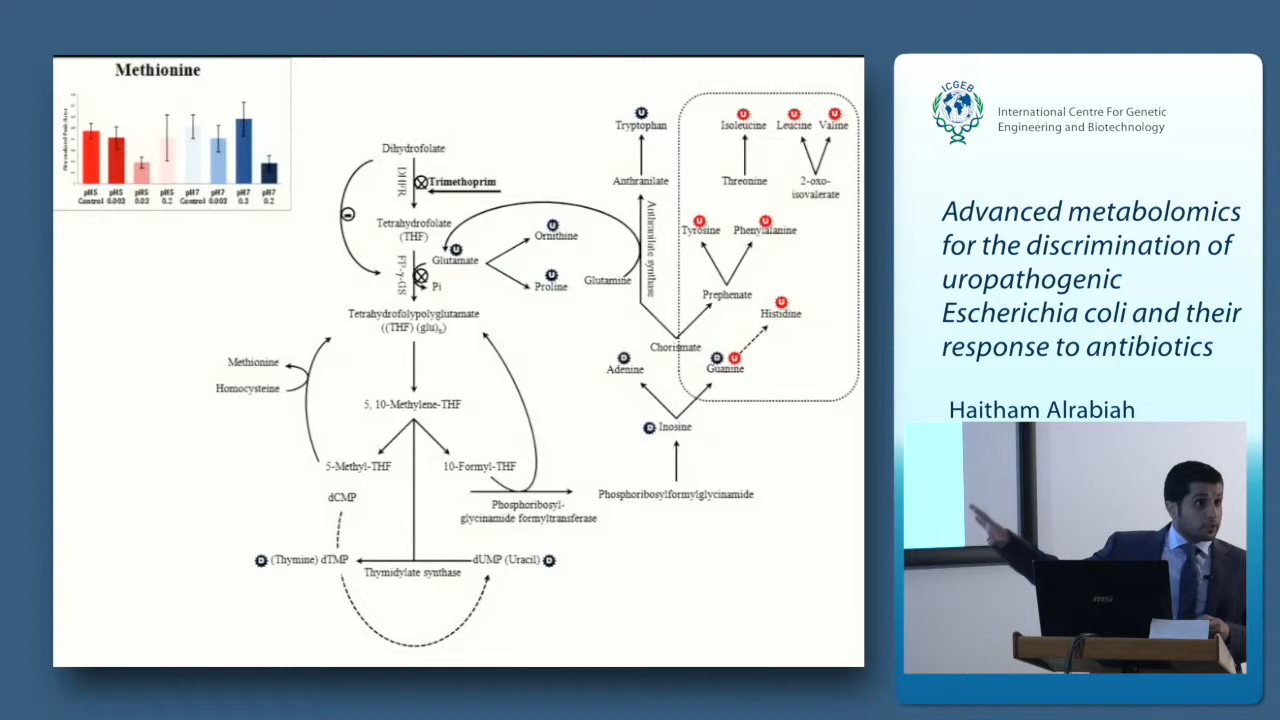 Methionine
pH5 pH5 pH5 pH5 pH7 pH7 pH7 pH7
Control 0.003 0.03 0.2 Control 0.003 0.2
Dihydrofolate
DHFR
Trimethoprim
Tetrahydrofolate
(THF)
U
Glutamate
Pi
Tetrahydrofolypolyglutamate
((THF) (glu)
U
Ornithine
U
Proline
Glutamine
Anthranilate synthase
U
Tryptophan
Anthranilate
U U U
Isoleucine Leucine Valine
Threonine
2-oxo-
isovalerate
U U
Tyrosine Phenylalanine
Prephenate
U
Histidine
Chorismate
D D U
Adenine Guanine
D Inosine
Phosphoribosylformylglycinamide
Methionine
Homocysteine
5, 10-Methylene-THF
5-Methyl-THF
10-Formyl-THF
dCMP
Phosphoribosyl-
glycinamide formyltransferase
D (Thymine) dTMP
dUMP (Uracil) D
Thymidylate synthase
ICGEB
International Centre For Genetic
Engineering and Biotechnology
Advanced metabolomics
for the discrimination of
uropathogenic
Escherichia coli and their
response to antibiotics
Haitham Alrabiah
msi